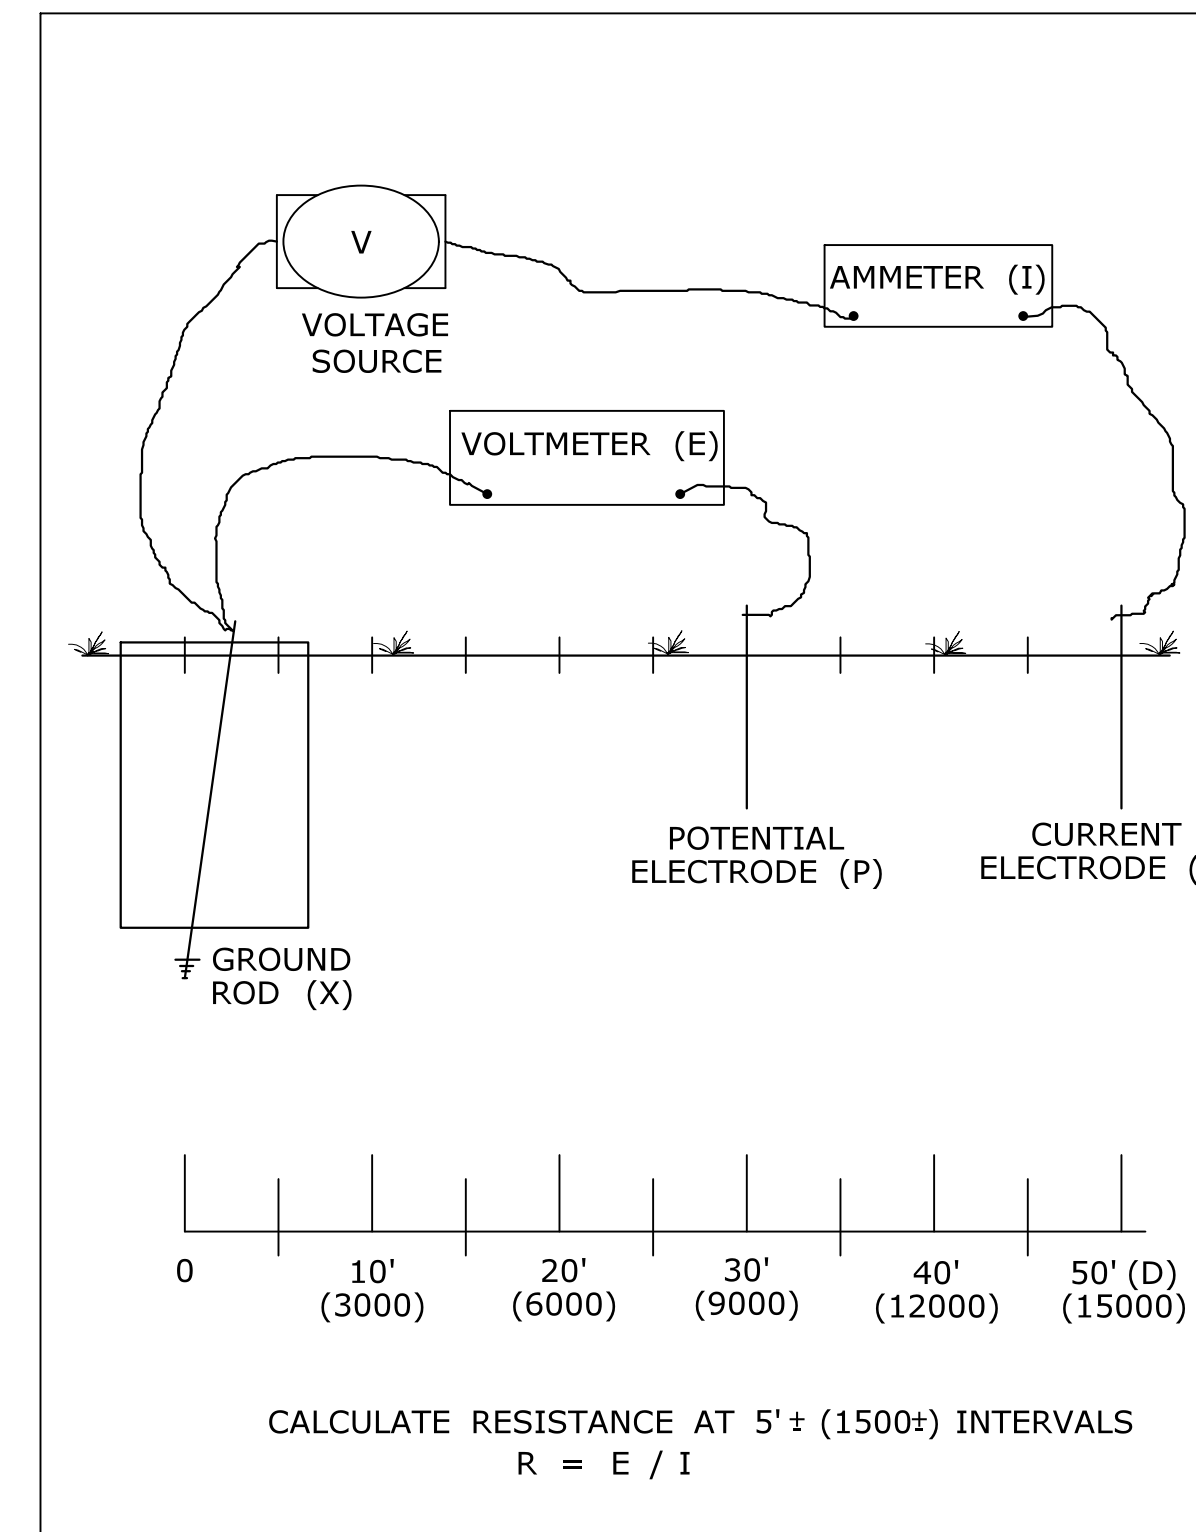 V
VOLTAGE
SOURCE
AMMETER (I)
VOLTMETER (E)
POTENTIAL
ELECTRODE (P)
CURRENT
ELECTRODE (
GROUND
ROD (X)
0 10' 20' 30' 40' 50' (D)
(3000) (6000) (9000) (12000) (15000)
CALCULATE RESISTANCE AT 5'± (1500±) INTERVALS
R = E / I